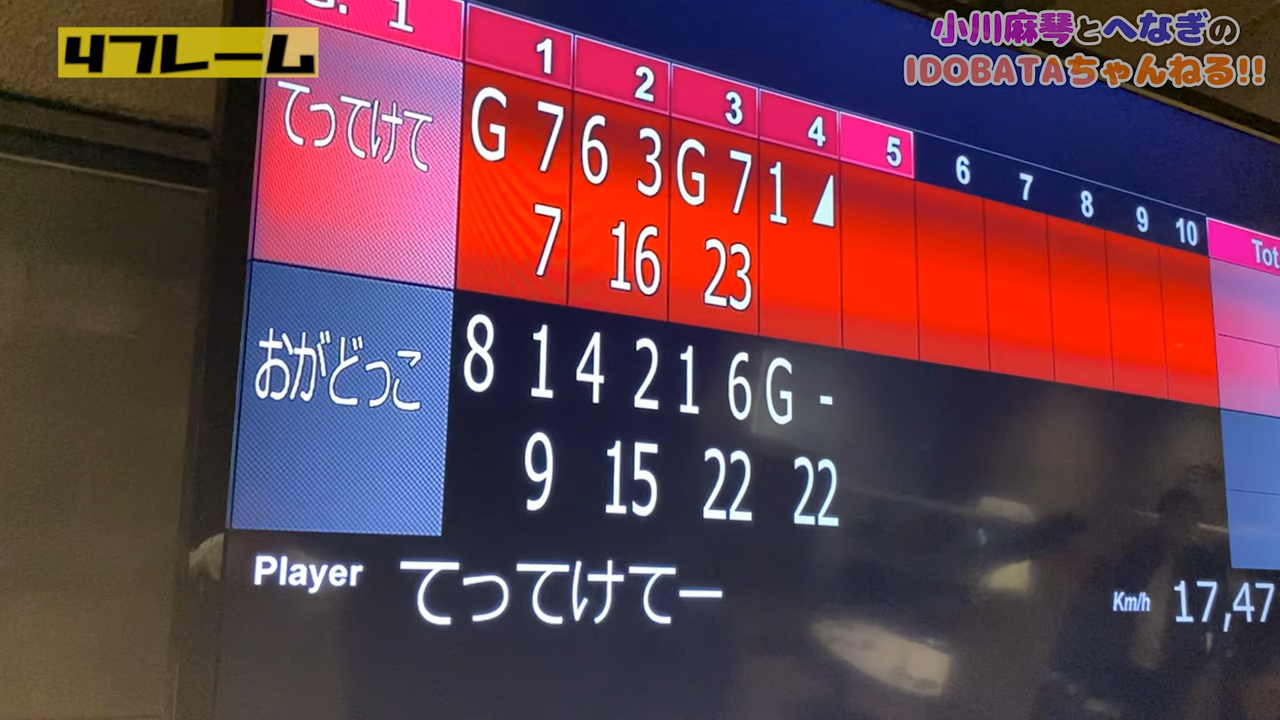 4フレーム
小川麻琴とへなぎの
IDOBATAちゃんねる!!
G. 1
1 2 3 4 5 6 7 8 9 10 Tot
てってけて
G 7 6 3 G 7 1 ◢
7 16 23
おがどっこ
8 1 4 2 1 6 G -
9 15 22 22
Player てってけてー
Km/h 17,47